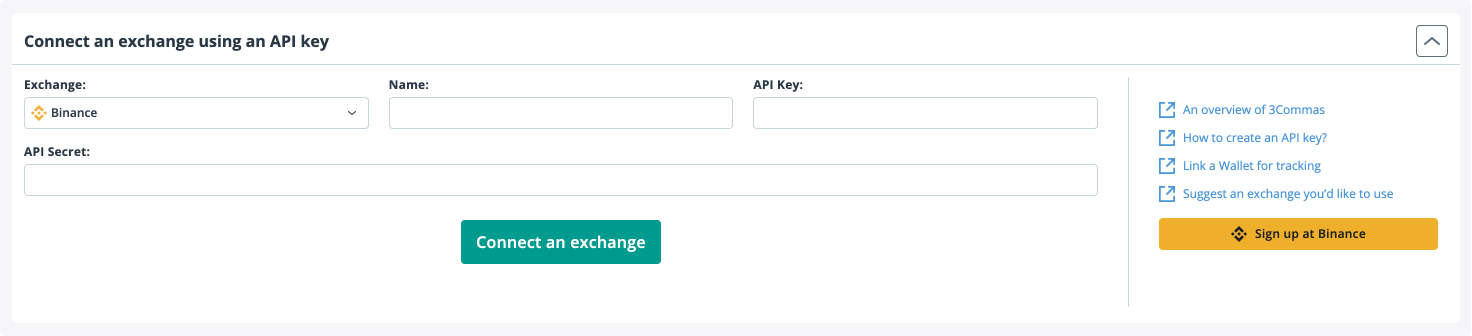 Connect an exchange using an API key
Exchange:
Name:
API Key:
Binance
API Secret:
Connect an exchange
An overview of 3Commas
How to create an API key?
Link a Wallet for tracking
Suggest an exchange you'd like to use
Sign up at Binance